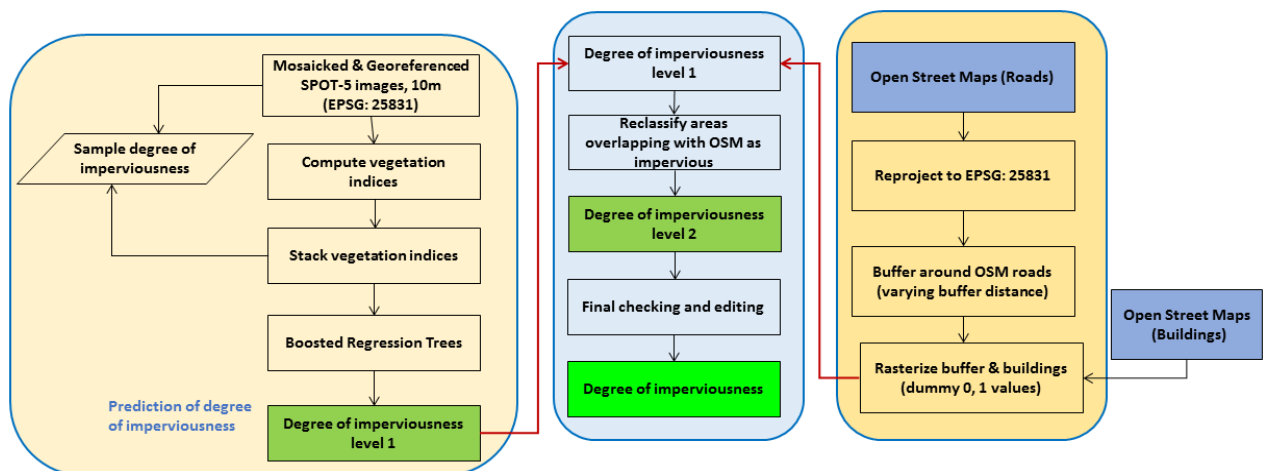 Mosaicked & Georeferenced
SPOT-5 images, 10m
(EPSG: 25831)
Sample degree of
imperviousness
Compute vegetation
indices
Stack vegetation indices
Boosted Regression Trees
Prediction of degree
of imperviousness
Degree of imperviousness
level 1
Degree of imperviousness
level 1
Reclassify areas
overlapping with OSM as
impervious
Degree of imperviousness
level 2
Final checking and editing
Degree of imperviousness
Open Street Maps (Roads)
Reproject to EPSG: 25831
Buffer around OSM roads
(varying buffer distance)
Open Street Maps
(Buildings)
Rasterize buffer & buildings
(dummy 0, 1 values)